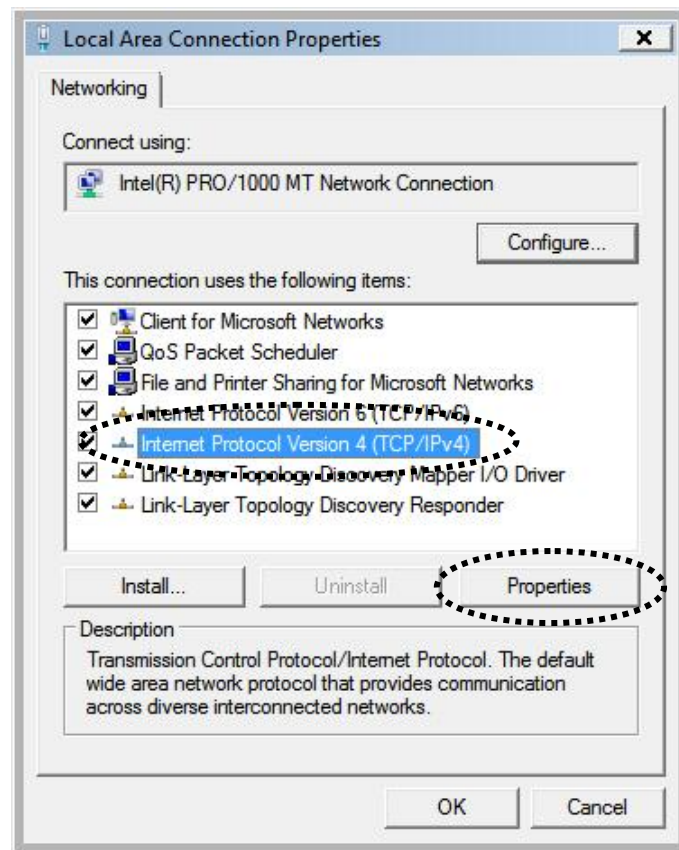 Local Area Connection Properties
Networking
Connect using:
Intel(R) PRO/1000 MT Network Connection
Configure...
This connection uses the following items:
Client for Microsoft Networks
QoS Packet Scheduler
File and Printer Sharing for Microsoft Networks
Internet Protocol Version 6 (TCP/IPv6)
Internet Protocol Version 4 (TCP/IPv4)
Link-Layer Topology Discovery Mapper I/O Driver
Link-Layer Topology Discovery Responder
Install... Uninstall Properties
Description
Transmission Control Protocol/Internet Protocol. The default
wide area network protocol that provides communication
across diverse interconnected networks.
OK Cancel